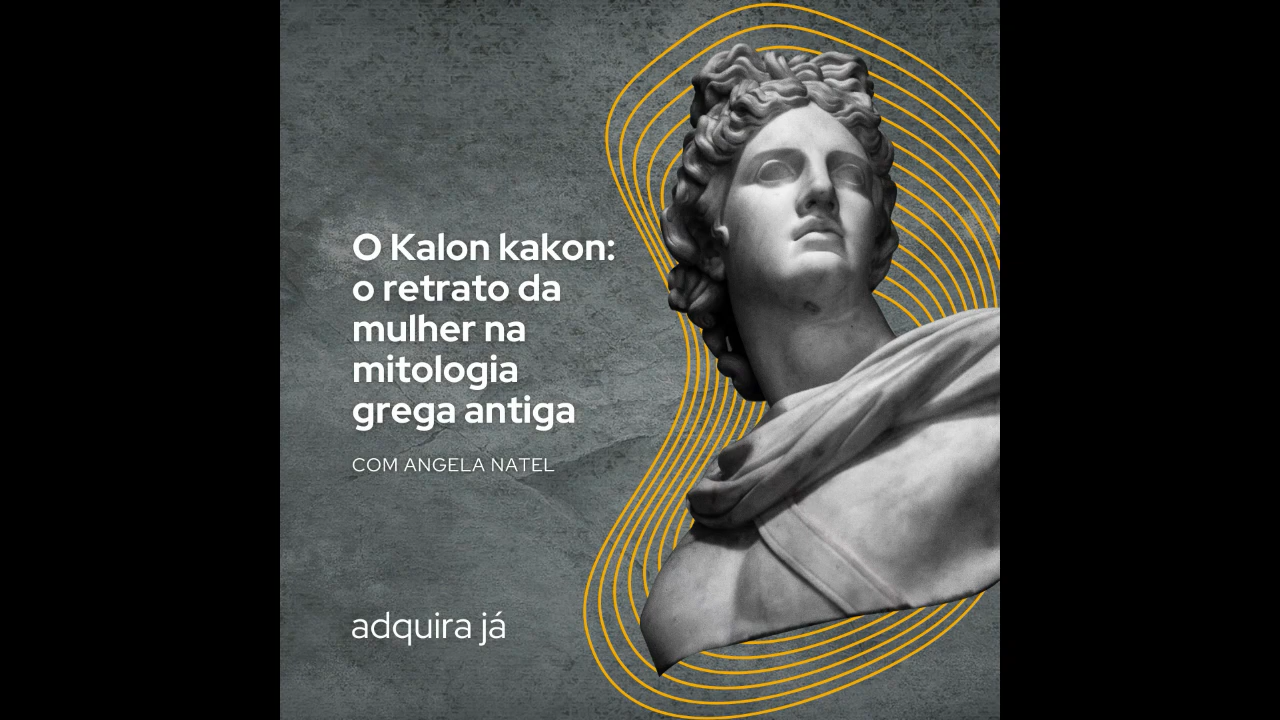 O Kalon kakon:
o retrato da
mulher na
mitologia
grega antiga
COM ANGELA NATEL
adquira já